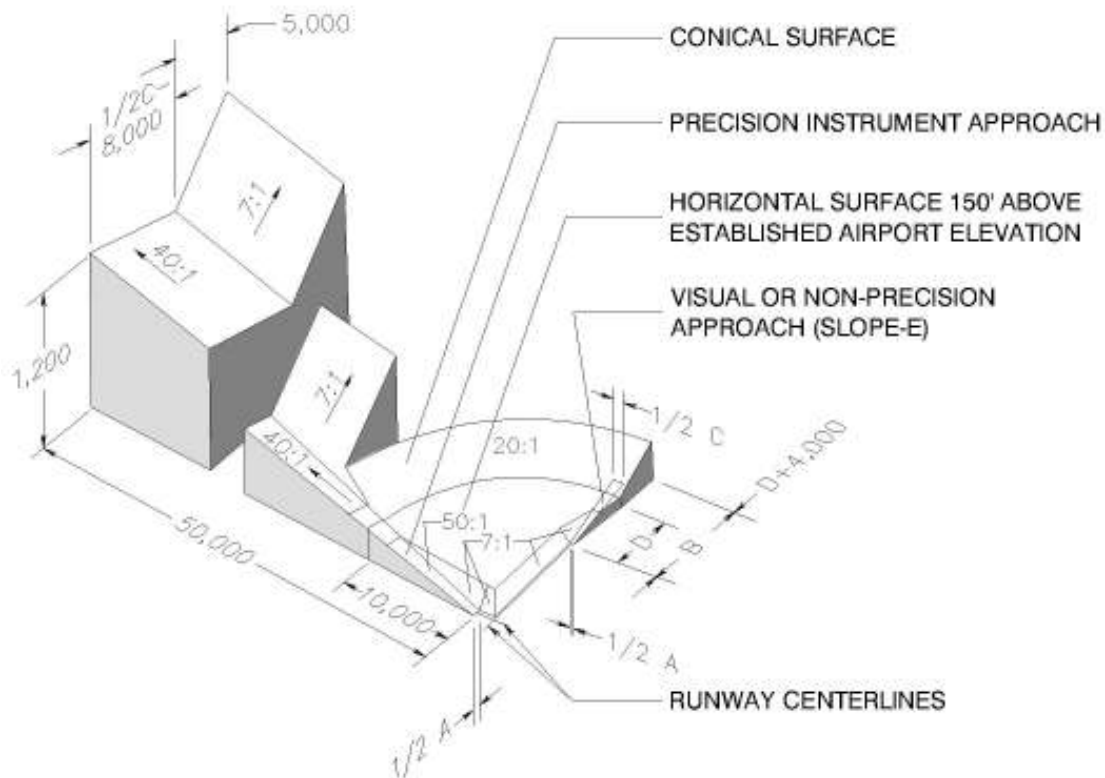 5,000
CONICAL SURFACE
1/2C~
8,000
PRECISION INSTRUMENT APPROACH
7:1
HORIZONTAL SURFACE 150' ABOVE
ESTABLISHED AIRPORT ELEVATION
40:1
VISUAL OR NON-PRECISION
APPROACH (SLOPE-E)
1,200
7:1
1/2 C
20:1
D+4,000
40:1
50:1
7:1
D
B
50,000
10,000
1/2 A
RUNWAY CENTERLINES
1/2 A